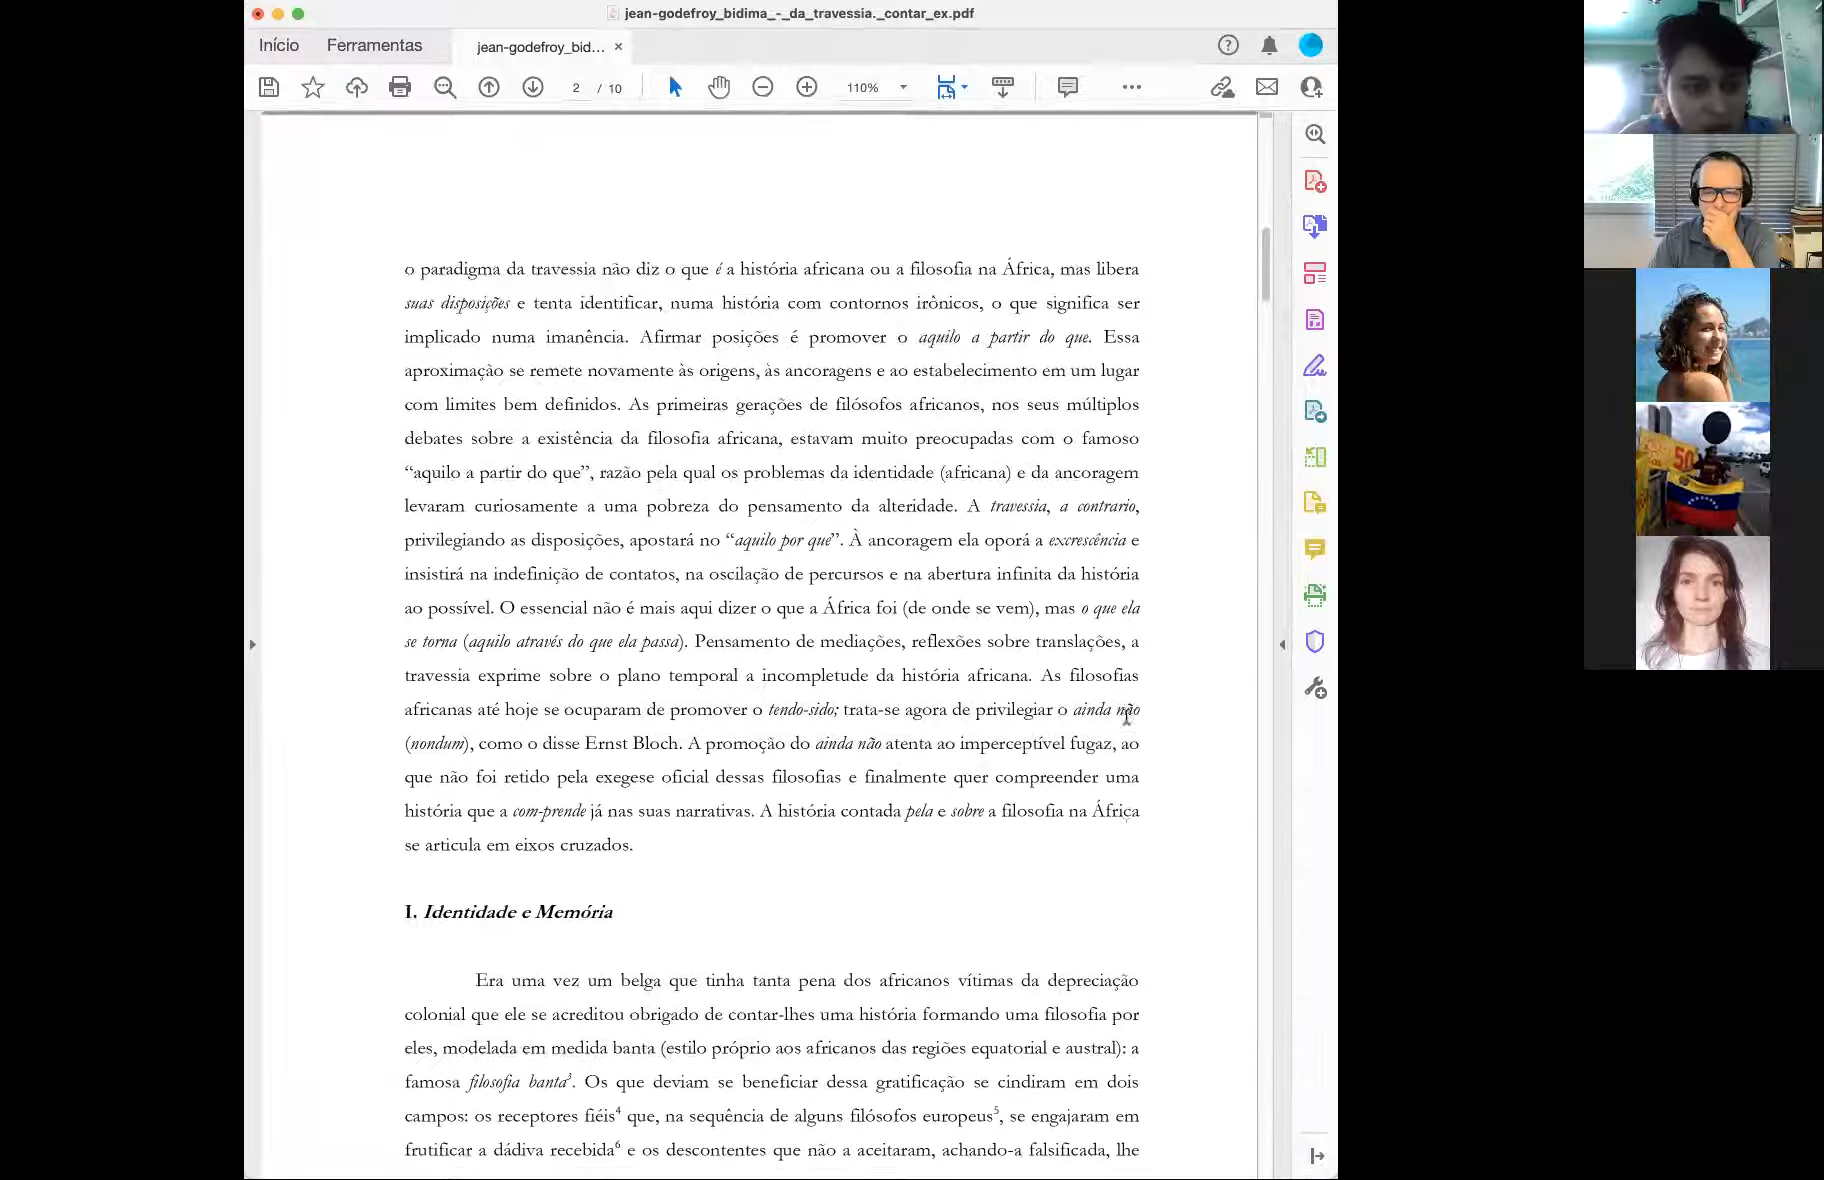 jean-godefroy_bidima_-_da_travessia._contar_ex.pdf
Início Ferramentas jean-godefroy_bid... ×
2 / 10 110%
o paradigma da travessia não diz o que é a história africana ou a filosofia na África, mas libera
suas disposições e tenta identificar, numa história com contornos irônicos, o que significa ser
implicado numa imanência. Afirmar posições é promover o aquilo a partir do que. Essa
aproximação se remete novamente às origens, às ancoragens e ao estabelecimento em um lugar
com limites bem definidos. As primeiras gerações de filósofos africanos, nos seus múltiplos
debates sobre a existência da filosofia africana, estavam muito preocupadas com o famoso
“aquilo a partir do que”, razão pela qual os problemas da identidade (africana) e da ancoragem
levaram curiosamente a uma pobreza do pensamento da alteridade. A travessia, a contrario,
privilegiando as disposições, apostará no “aquilo por que”. À ancoragem ela oporá a excrescência e
insistirá na indefinição de contatos, na oscilação de percursos e na abertura infinita da história
ao possível. O essencial não é mais aqui dizer o que a África foi (de onde se vem), mas o que ela
se torna (aquilo através do que ela passa). Pensamento de mediações, reflexões sobre translações, a
travessia exprime sobre o plano temporal a incompletude da história africana. As filosofias
africanas até hoje se ocuparam de promover o tendo-sido; trata-se agora de privilegiar o ainda não
(nondum), como o disse Ernst Bloch. A promoção do ainda não atenta ao imperceptível fugaz, ao
que não foi retido pela exegese oficial dessas filosofias e finalmente quer compreender uma
história que a com-prende já nas suas narrativas. A história contada pela e sobre a filosofia na África
se articula em eixos cruzados.
I. Identidade e Memória
Era uma vez um belga que tinha tanta pena dos africanos vítimas da depreciação
colonial que ele se acreditou obrigado de contar-lhes uma história formando uma filosofia por
eles, modelada em medida banta (estilo próprio aos africanos das regiões equatorial e austral): a
famosa filosofia banta³. Os que deviam se beneficiar dessa gratificação se cindiram em dois
campos: os receptores fiéis⁴ que, na sequência de alguns filósofos europeus⁵, se engajaram em
frutificar a dádiva recebida⁶ e os descontentes que não a aceitaram, achando-a falsificada, lhe
50